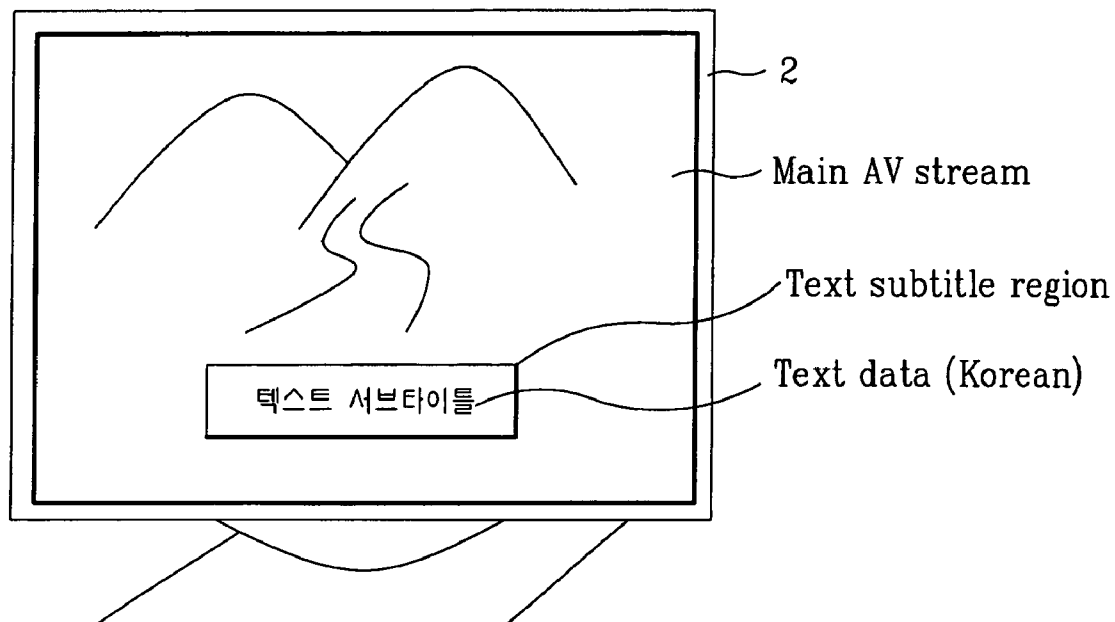 2
Main AV stream
Text subtitle region
Text data (Korean)
텍스트 서브타이틀